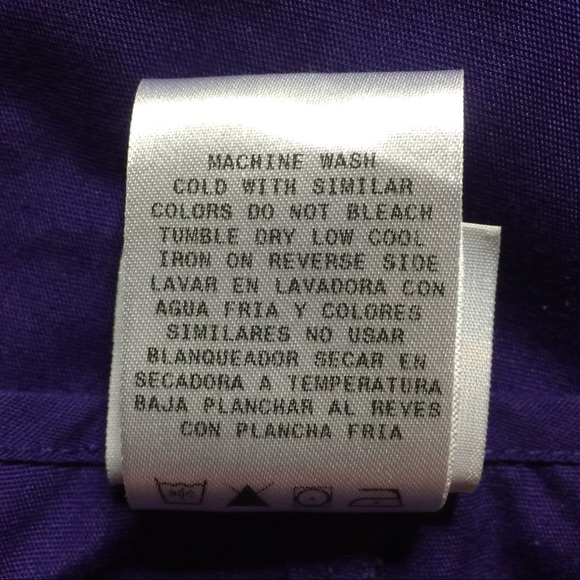 MACHINE WASH
COLD WITH SIMILAR
COLORS DO NOT BLEACH
TUMBLE DRY LOW COOL
IRON ON REVERSE SIDE
LAVAR EN LAVADORA CON
AGUA FRIA Y COLORES
SIMILARES NO USAR
BLANQUEADOR SECAR EN
SECADORA A TEMPERATURA
BAJA PLANCHAR AL REVES
CON PLANCHA FRIA